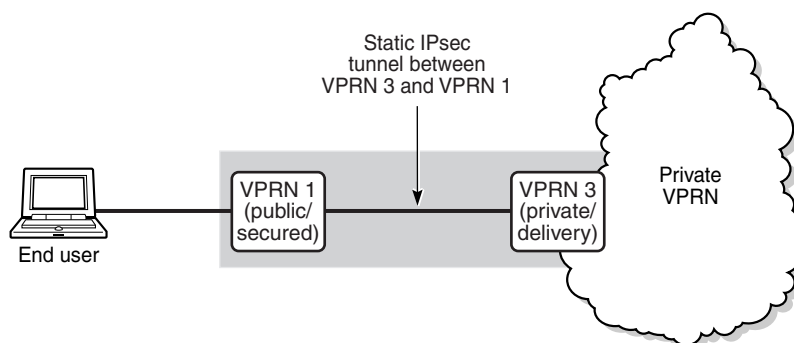 Static IPsec
tunnel between
VPRN 3 and VPRN 1
VPRN 1
(public/
secured)
VPRN 3
(private/
delivery)
Private
VPRN
End user